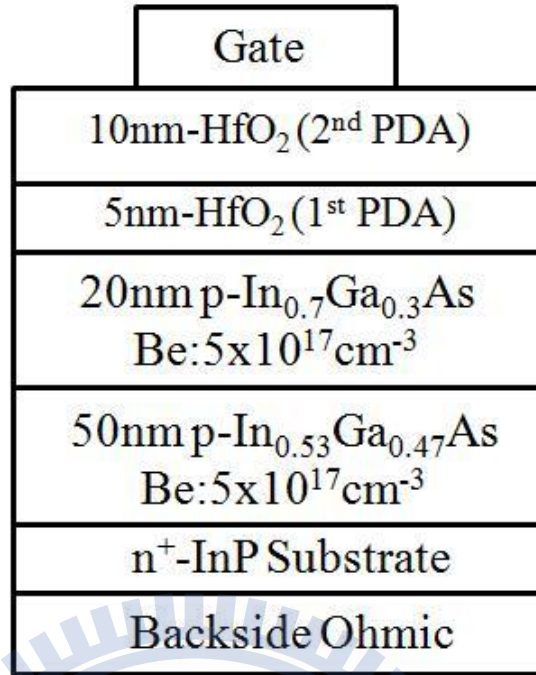 Gate
10nm-HfO₂ (2ⁿᵈ PDA)
5nm-HfO₂ (1ˢᵗ PDA)
20nm p-In₀.₇Ga₀.₃As
Be:5x10¹⁷cm⁻³
50nm p-In₀.₅₃Ga₀.₄₇As
Be:5x10¹⁷cm⁻³
n⁺-InP Substrate
Backside Ohmic